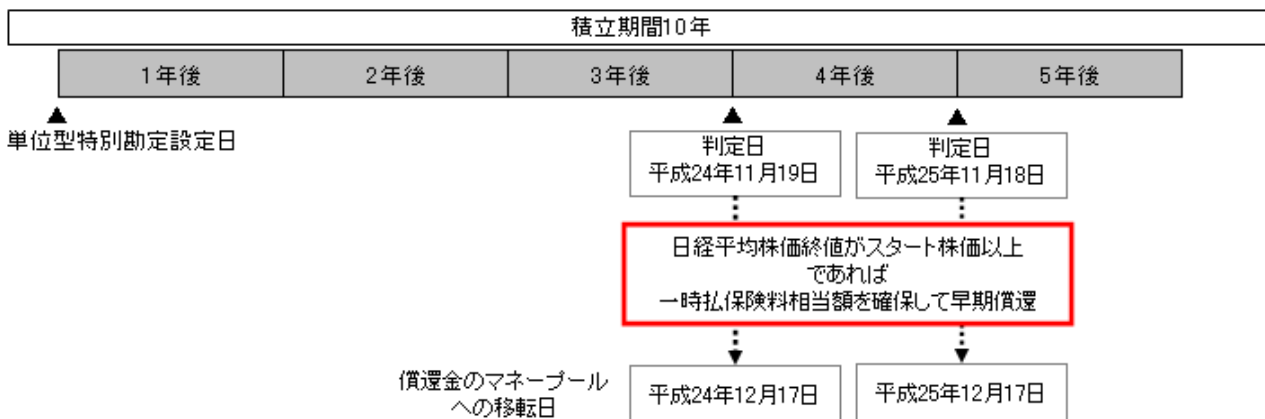 積立期間10年
1年後 2年後 3年後 4年後 5年後
単位型特別勘定設定日
判定日
平成24年11月19日
判定日
平成25年11月18日
日経平均株価終値がスタート株価以上
であれば
一時払保険料相当額を確保して早期償還
償還金のマネープール
への移転日
平成24年12月17日
平成25年12月17日